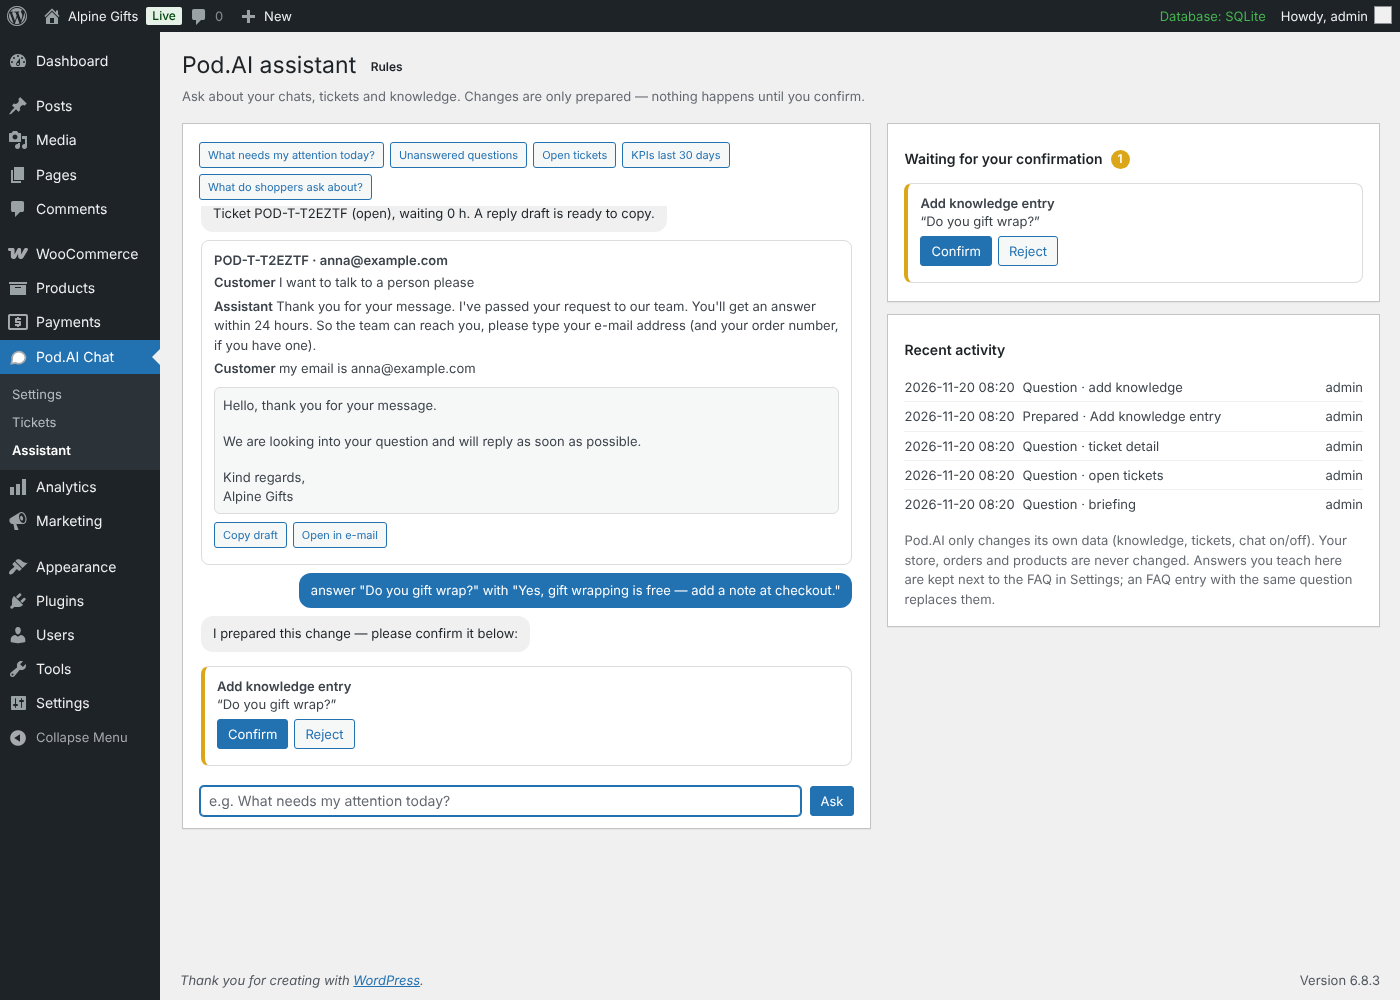 Alpine Gifts Live 0 New Database: SQLite Howdy, admin
Dashboard
Posts
Media
Pages
Comments
WooCommerce
Products
Payments
Pod.AI Chat
Settings
Tickets
Assistant
Analytics
Marketing
Appearance
Plugins
Users
Tools
Settings
Collapse Menu
Pod.AI assistant Rules
Ask about your chats, tickets and knowledge. Changes are only prepared — nothing happens until you confirm.
What needs my attention today? Unanswered questions Open tickets KPIs last 30 days
What do shoppers ask about?
Ticket POD-T-T2EZTF (open), waiting 0 h. A reply draft is ready to copy.
POD-T-T2EZTF · anna@example.com
Customer I want to talk to a person please
Assistant Thank you for your message. I've passed your request to our team. You'll get an answer
within 24 hours. So the team can reach you, please type your e-mail address (and your order number,
if you have one).
Customer my email is anna@example.com
Hello, thank you for your message.
We are looking into your question and will reply as soon as possible.
Kind regards,
Alpine Gifts
Copy draft Open in e-mail
answer "Do you gift wrap?" with "Yes, gift wrapping is free — add a note at checkout."
I prepared this change — please confirm it below:
Add knowledge entry
“Do you gift wrap?”
Confirm Reject
e.g. What needs my attention today? Ask
Waiting for your confirmation 1
Add knowledge entry
“Do you gift wrap?”
Confirm Reject
Recent activity
2026-11-20 08:20 Question · add knowledge admin
2026-11-20 08:20 Prepared · Add knowledge entry admin
2026-11-20 08:20 Question · ticket detail admin
2026-11-20 08:20 Question · open tickets admin
2026-11-20 08:20 Question · briefing admin
Pod.AI only changes its own data (knowledge, tickets, chat on/off). Your
store, orders and products are never changed. Answers you teach here
are kept next to the FAQ in Settings; an FAQ entry with the same question
replaces them.
Thank you for creating with WordPress. Version 6.8.3